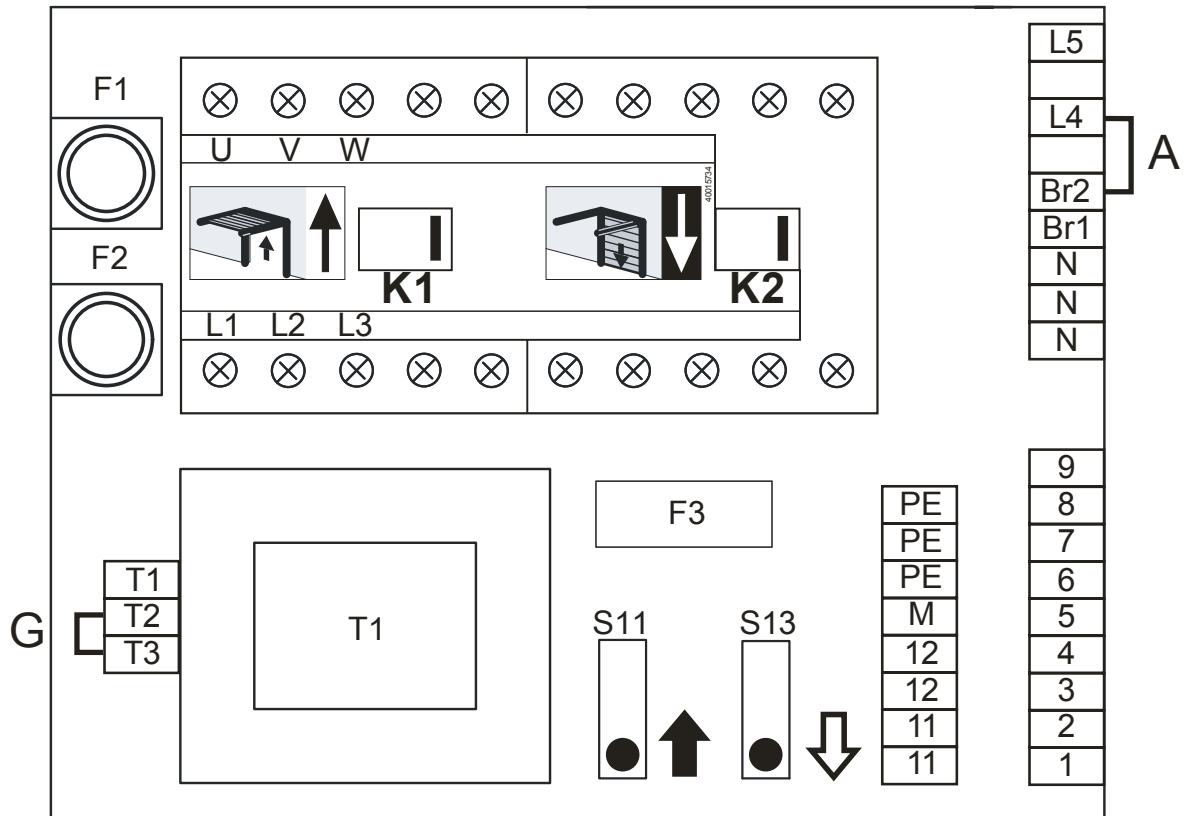 F1
F2
U V W
40015734
K1
K2
L1 L2 L3
L5
L4
Br2
Br1
N
N
N
A
T1
T2
T3
G
T1
F3
S11
S13
PE
PE
PE
M
12
12
11
11
9
8
7
6
5
4
3
2
1